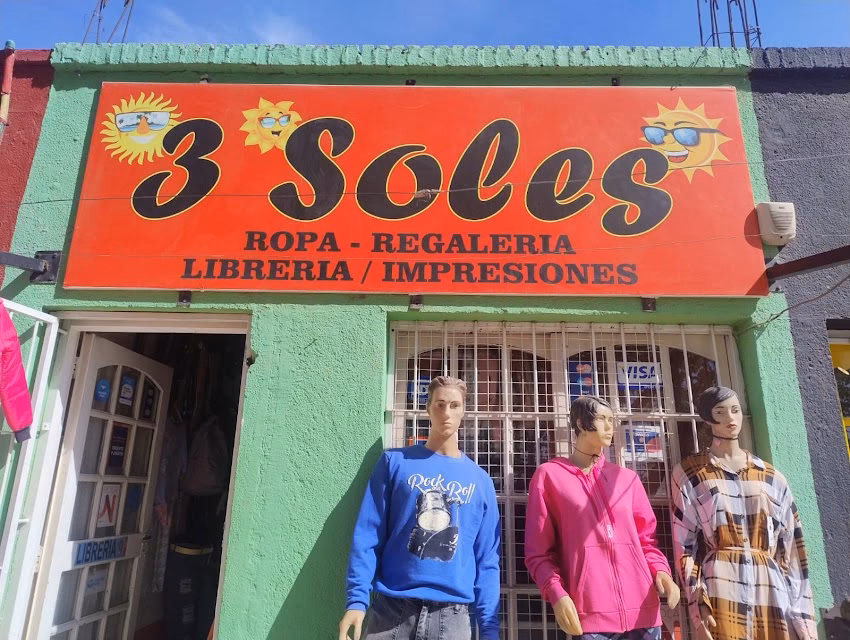 3 Soles
ROPA - REGALERIA
LIBRERIA / IMPRESIONES
VISA
Rock Roll
LIBRERIA